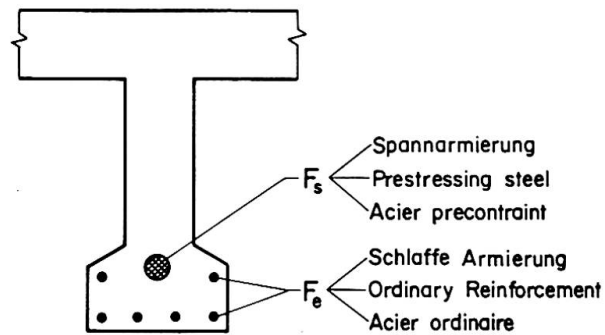 Spannarmierung
Fs Prestressing steel
Acier precontraint
Schlaffe Armierung
Fe Ordinary Reinforcement
Acier ordinaire